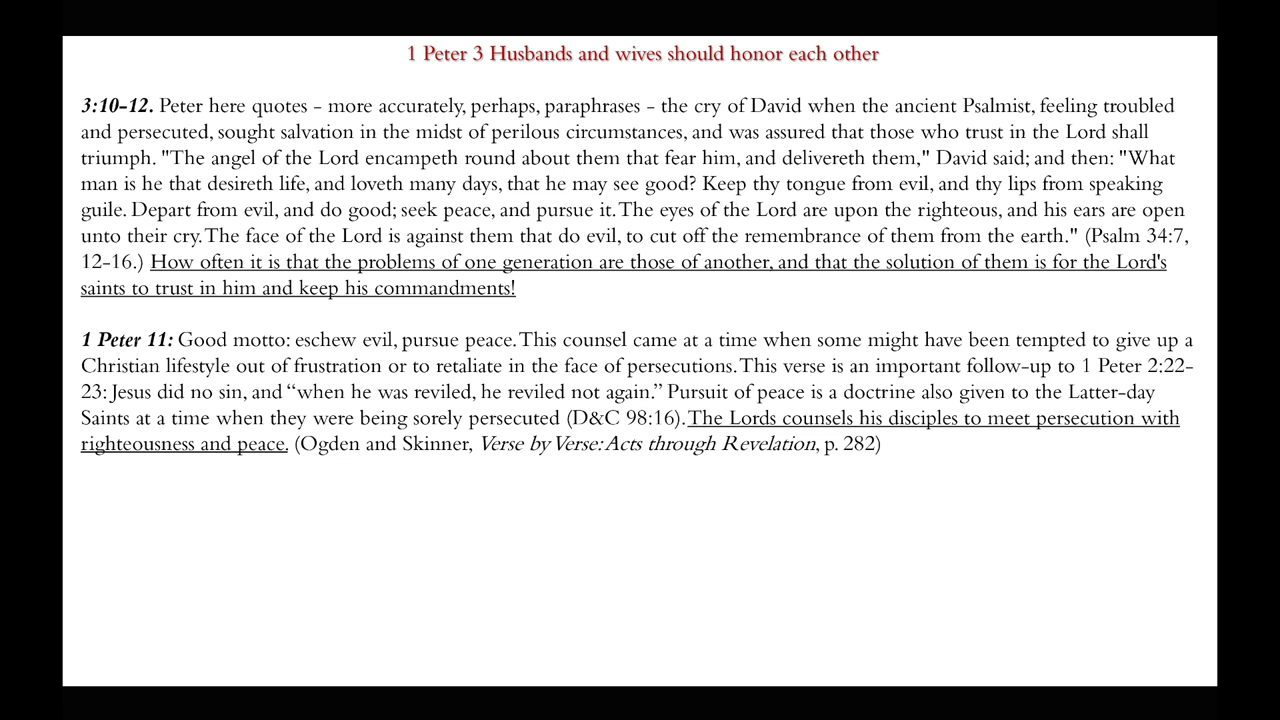 1 Peter 3 Husbands and wives should honor each other
3:10-12. Peter here quotes - more accurately, perhaps, paraphrases - the cry of David when the ancient Psalmist, feeling troubled
and persecuted, sought salvation in the midst of perilous circumstances, and was assured that those who trust in the Lord shall
triumph. "The angel of the Lord encampeth round about them that fear him, and delivereth them," David said; and then: "What
man is he that desireth life, and loveth many days, that he may see good? Keep thy tongue from evil, and thy lips from speaking
guile. Depart from evil, and do good; seek peace, and pursue it. The eyes of the Lord are upon the righteous, and his ears are open
unto their cry. The face of the Lord is against them that do evil, to cut off the remembrance of them from the earth." (Psalm 34:7,
12-16.) How often it is that the problems of one generation are those of another, and that the solution of them is for the Lord's
saints to trust in him and keep his commandments!
1 Peter 11: Good motto: eschew evil, pursue peace. This counsel came at a time when some might have been tempted to give up a
Christian lifestyle out of frustration or to retaliate in the face of persecutions. This verse is an important follow-up to 1 Peter 2:22-
23: Jesus did no sin, and “when he was reviled, he reviled not again.” Pursuit of peace is a doctrine also given to the Latter-day
Saints at a time when they were being sorely persecuted (D&C 98:16). The Lords counsels his disciples to meet persecution with
righteousness and peace. (Ogden and Skinner, Verse by Verse: Acts through Revelation, p. 282)